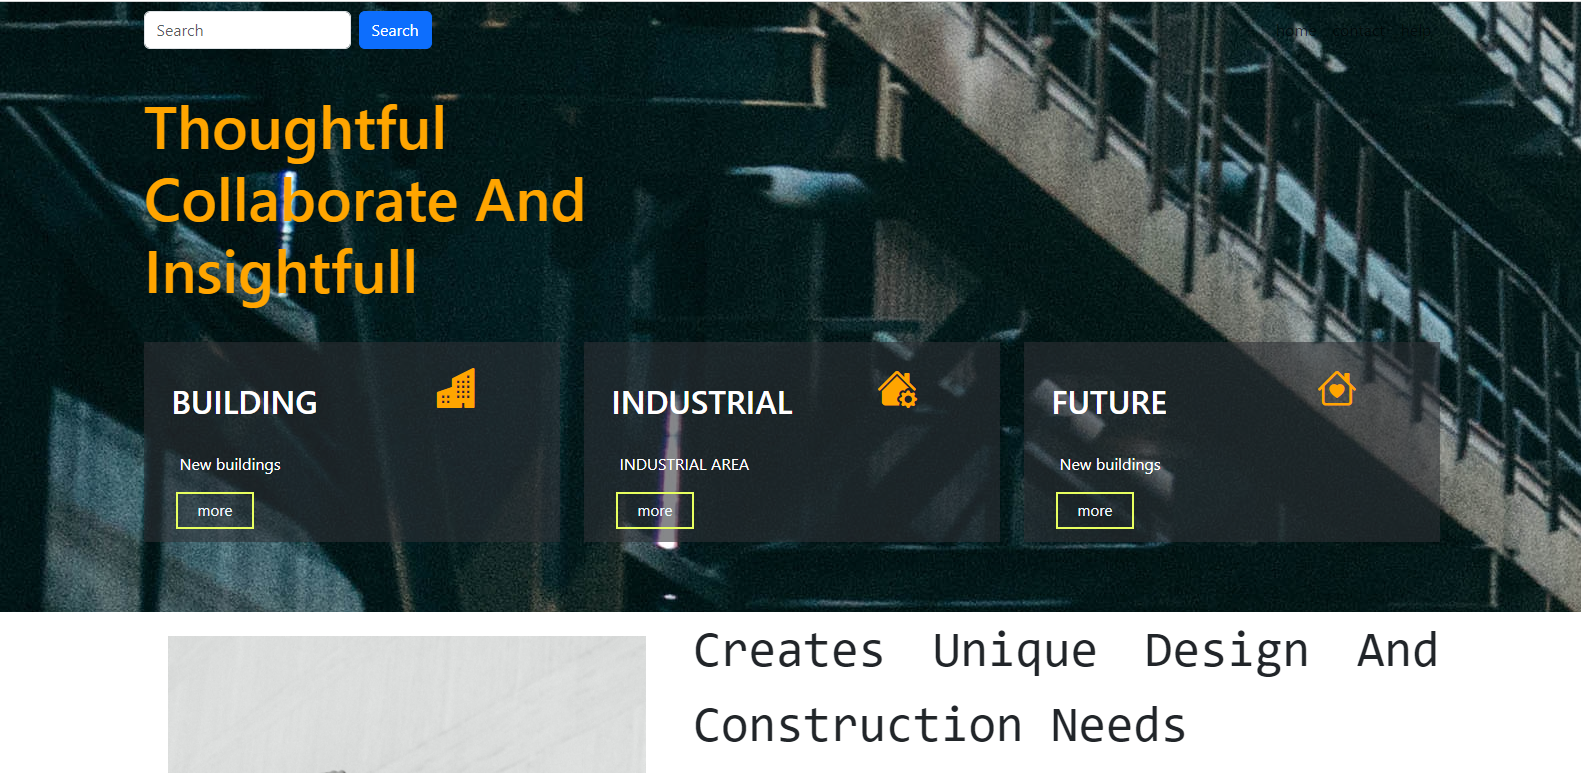 Search
Search
home
Thoughtful
Collaborate And
Insightfull
BUILDING
New buildings
more
INDUSTRIAL
INDUSTRIAL AREA
more
FUTURE
New buildings
more
Creates Unique Design And
Construction Needs